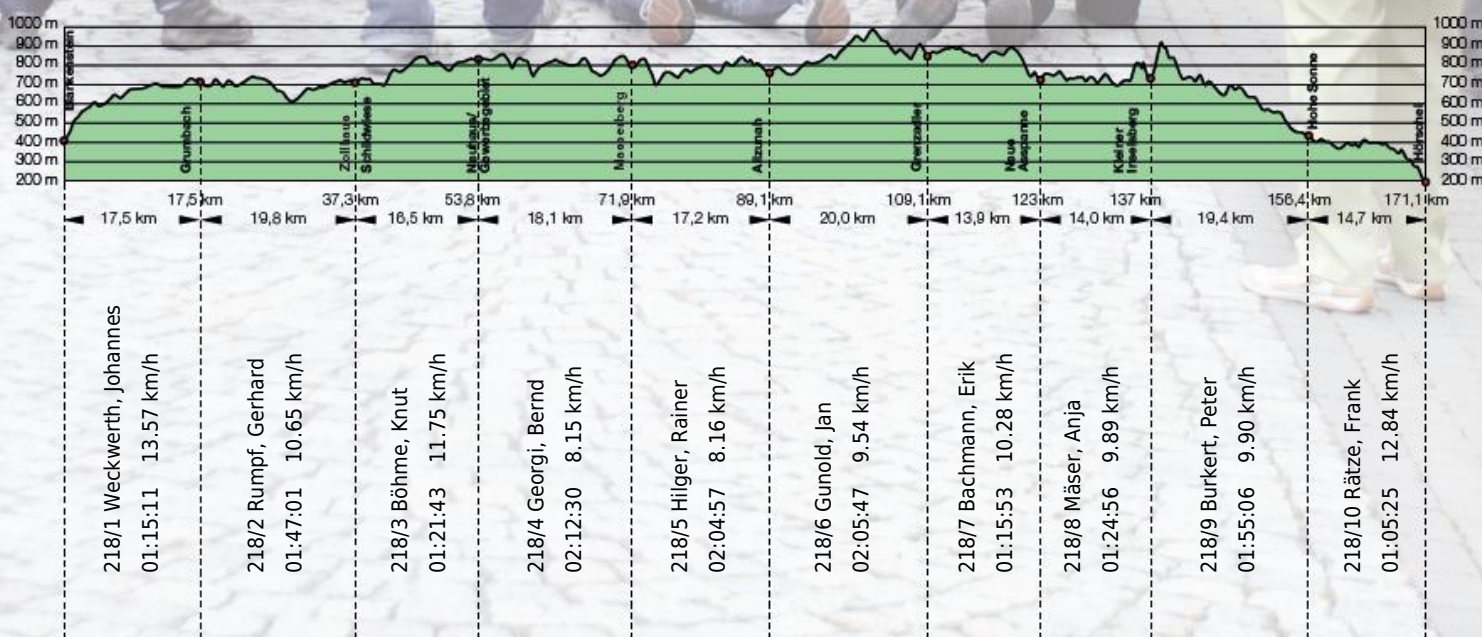 1000 m
900 m
800 m
700 m
600 m
500 m
400 m
300 m
200 m
1000 m
900 m
800 m
700 m
600 m
500 m
400 m
300 m
200 m
Blankenstein
Grumbach
Zollhaus
Schildwiese
Neuhaus/
Gewerbegebiet
Masserberg
Allzunah
Grenzadler
Neue
Ausspanne
Kleiner
Inselsberg
Hohe Sonne
Hörschel
17,5 km
37,3 km
53,8 km
71,9 km
89,1 km
109,1 km
123 km
137 km
156,4 km
171,1 km
17,5 km
19,8 km
16,5 km
18,1 km
17,2 km
20,0 km
13,9 km
14,0 km
19,4 km
14,7 km
218/1 Weckwerth, Johannes
01:15:11 13.57 km/h
218/2 Rumpf, Gerhard
01:47:01 10.65 km/h
218/3 Böhme, Knut
01:21:43 11.75 km/h
218/4 Georgi, Bernd
02:12:30 8.15 km/h
218/5 Hilger, Rainer
02:04:57 8.16 km/h
218/6 Gunold, Jan
02:05:47 9.54 km/h
218/7 Bachmann, Erik
01:15:53 10.28 km/h
218/8 Mäser, Anja
01:24:56 9.89 km/h
218/9 Burkert, Peter
01:55:06 9.90 km/h
218/10 Rätze, Frank
01:05:25 12.84 km/h